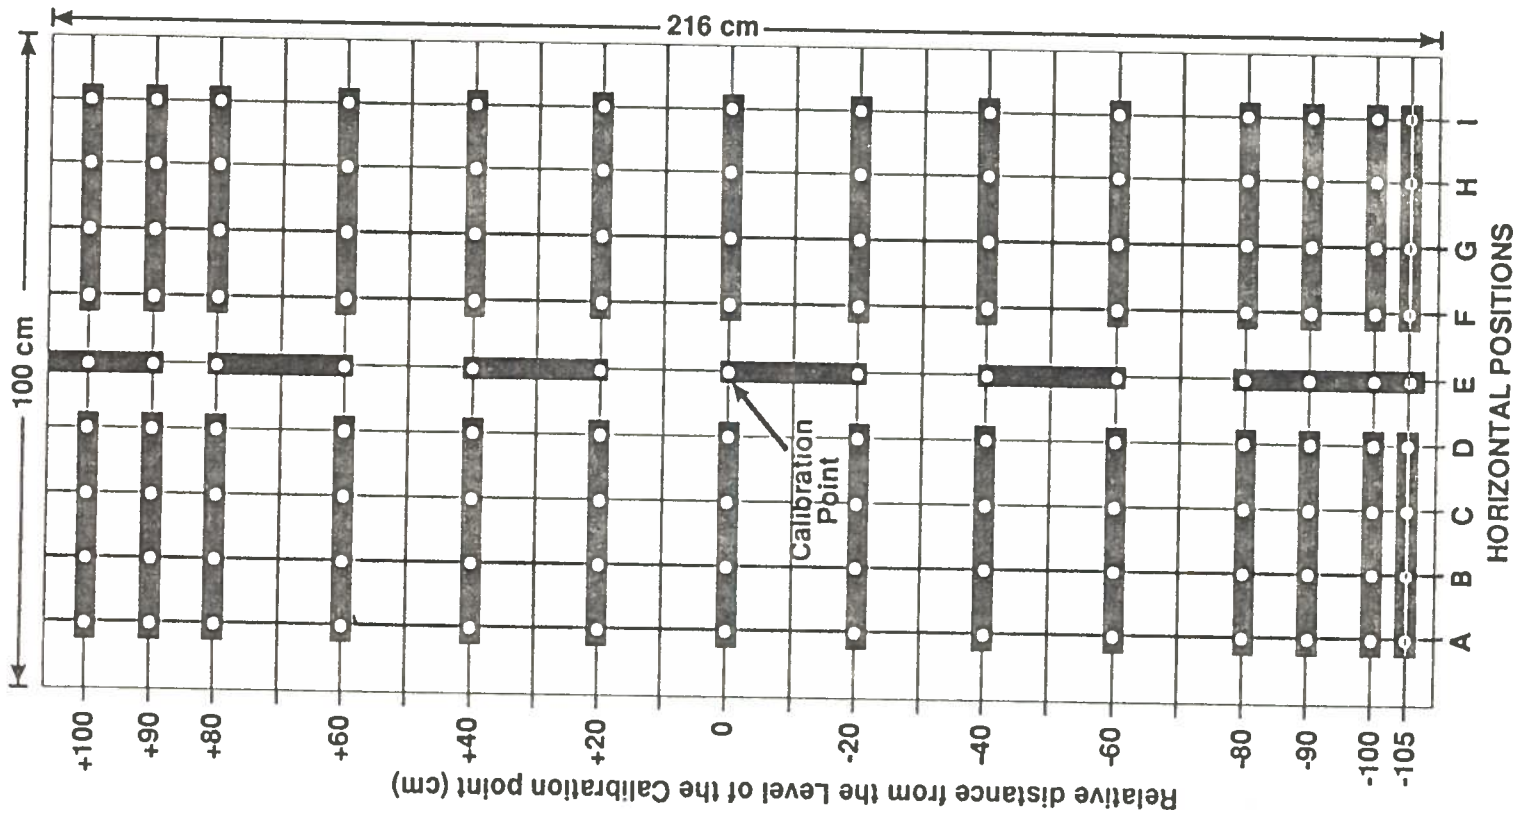 216 cm
100 cm
Calibration
Point
I
H
G
F
E
D
C
B
A
HORIZONTAL POSITIONS
+100
+90
+80
+60
+40
+20
0
-20
-40
-60
-80
-90
-100
-105
Relative distance from the Level of the Calibration point (cm)